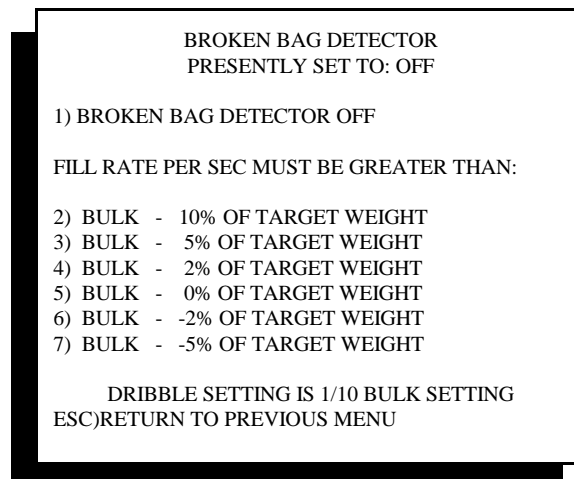 BROKEN BAG DETECTOR
PRESENTLY SET TO: OFF
1) BROKEN BAG DETECTOR OFF
FILL RATE PER SEC MUST BE GREATER THAN:
2) BULK - 10% OF TARGET WEIGHT
3) BULK - 5% OF TARGET WEIGHT
4) BULK - 2% OF TARGET WEIGHT
5) BULK - 0% OF TARGET WEIGHT
6) BULK - -2% OF TARGET WEIGHT
7) BULK - -5% OF TARGET WEIGHT
DRIBBLE SETTING IS 1/10 BULK SETTING
ESC)RETURN TO PREVIOUS MENU